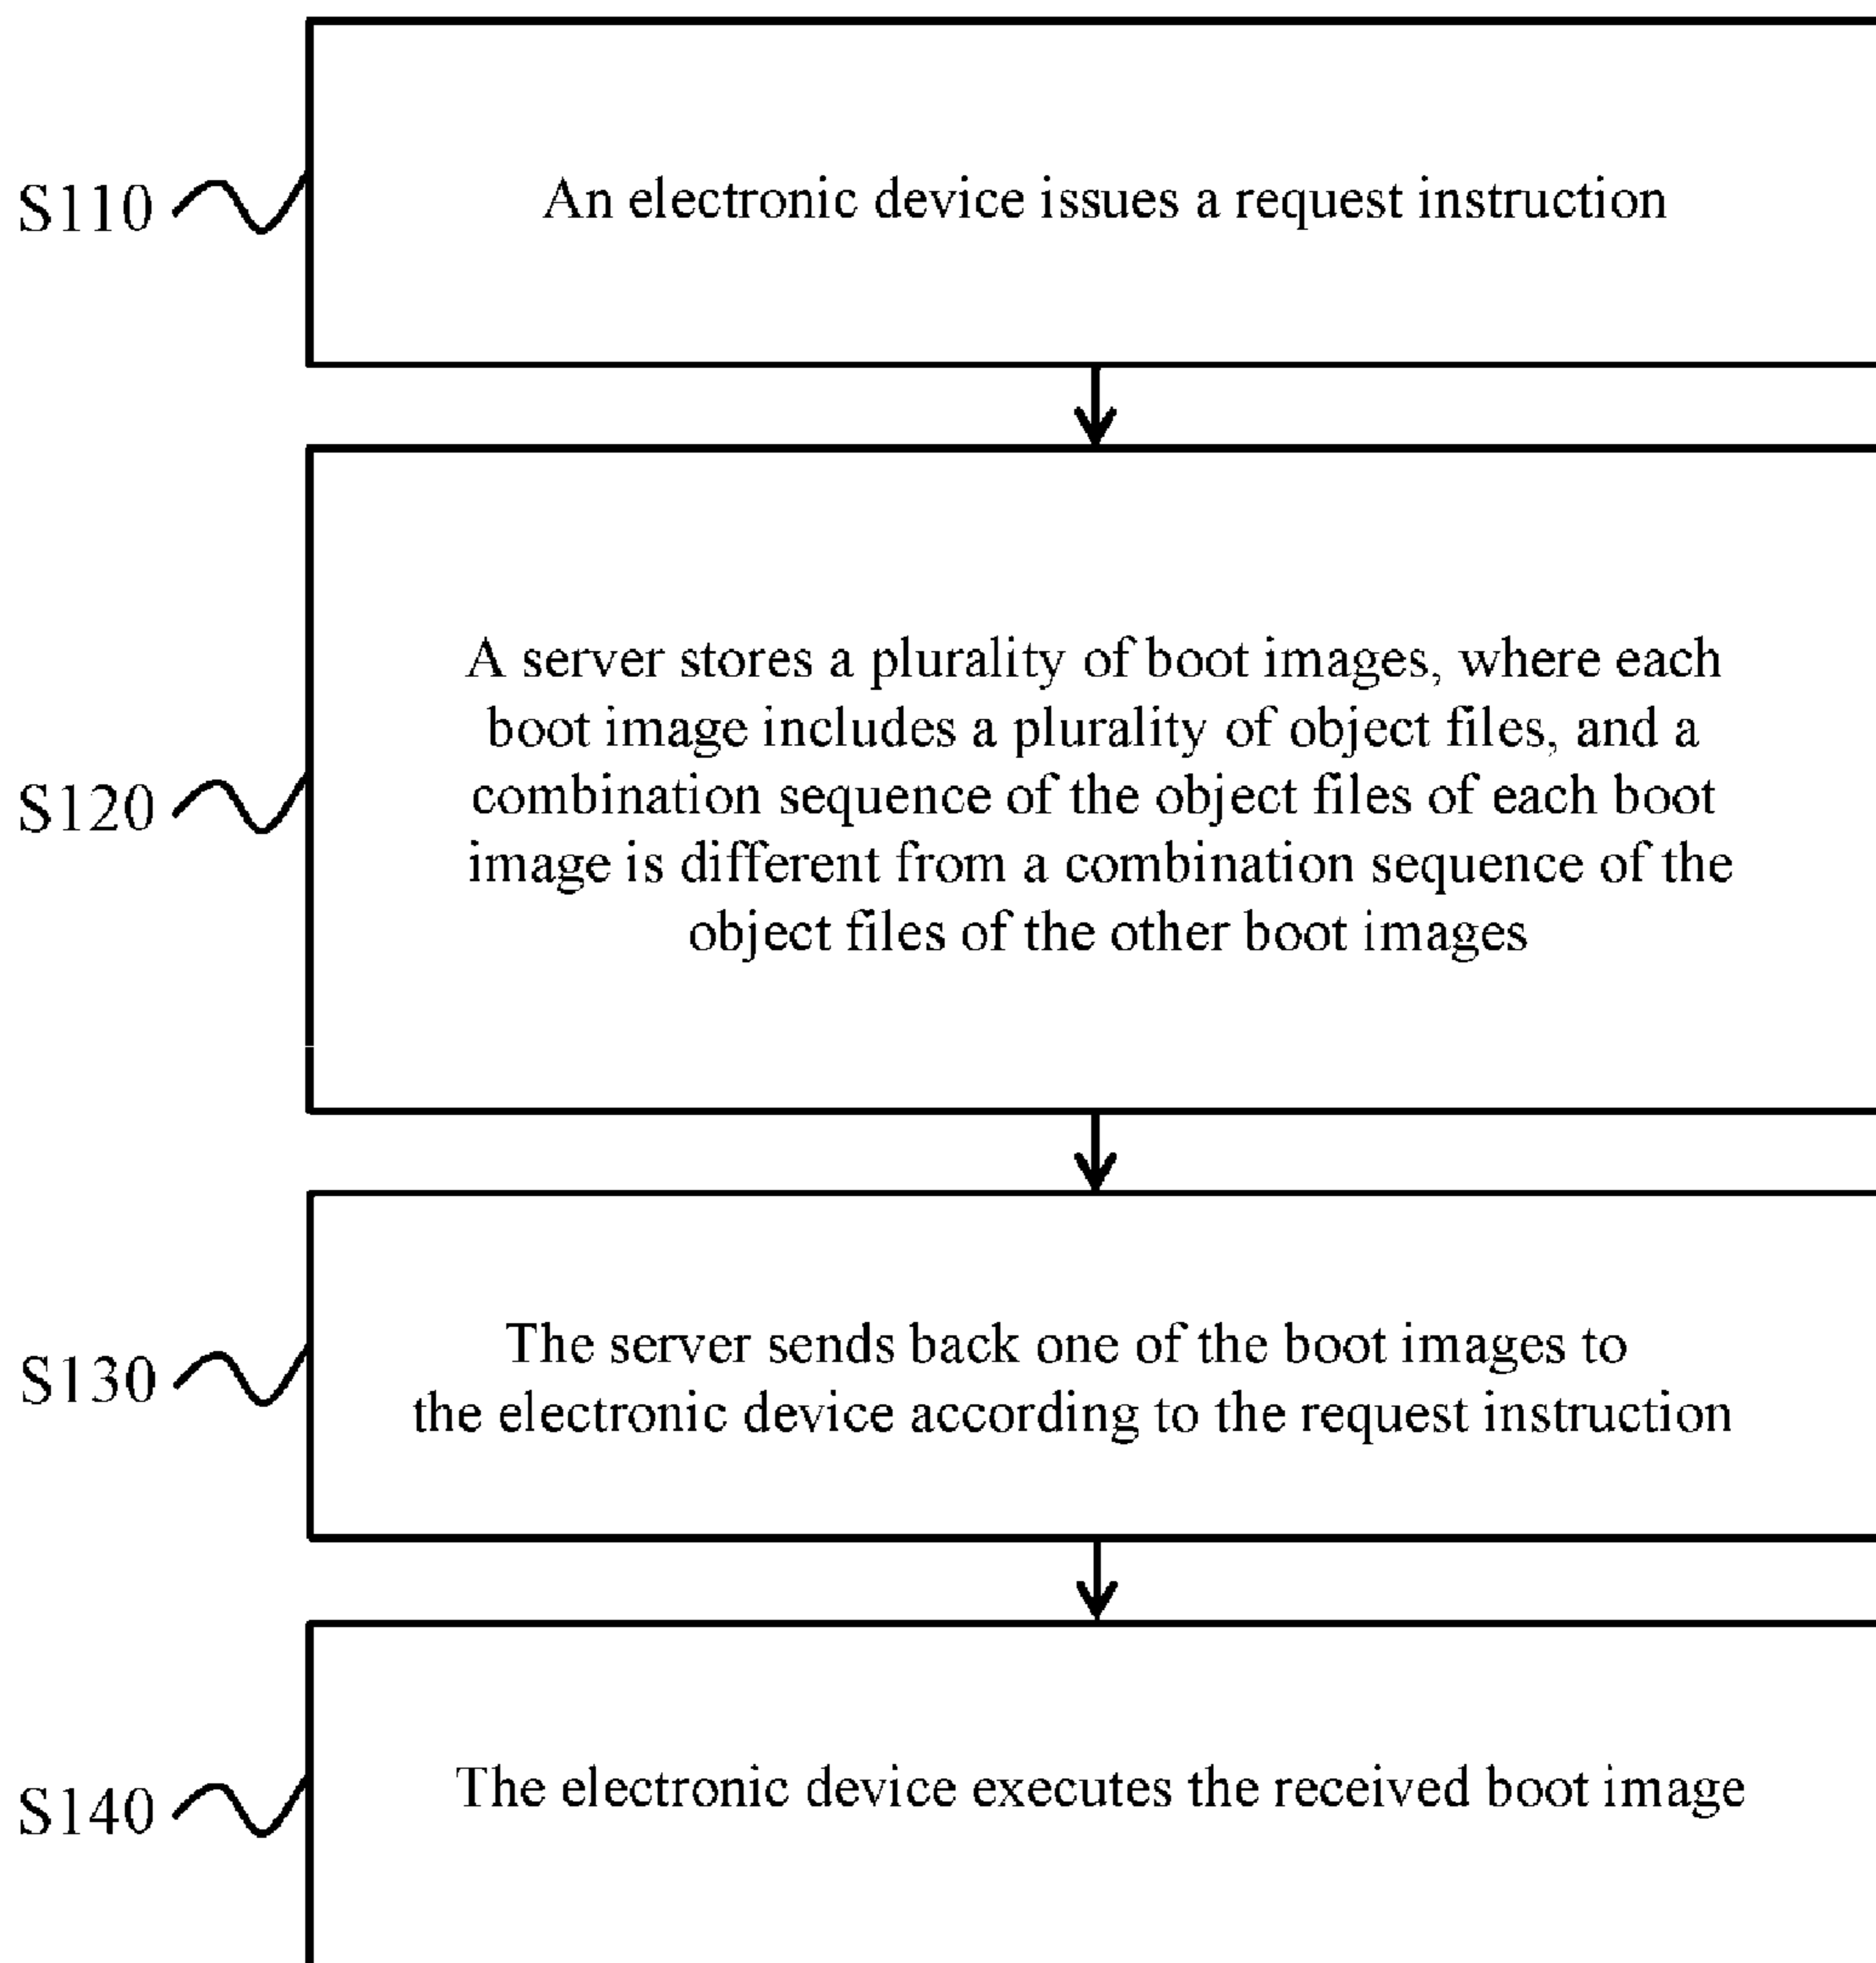 S110
An electronic device issues a request instruction
S120
A server stores a plurality of boot images, where each
boot image includes a plurality of object files, and a
combination sequence of the object files of each boot
image is different from a combination sequence of the
object files of the other boot images
S130
The server sends back one of the boot images to
the electronic device according to the request instruction
S140
The electronic device executes the received boot image